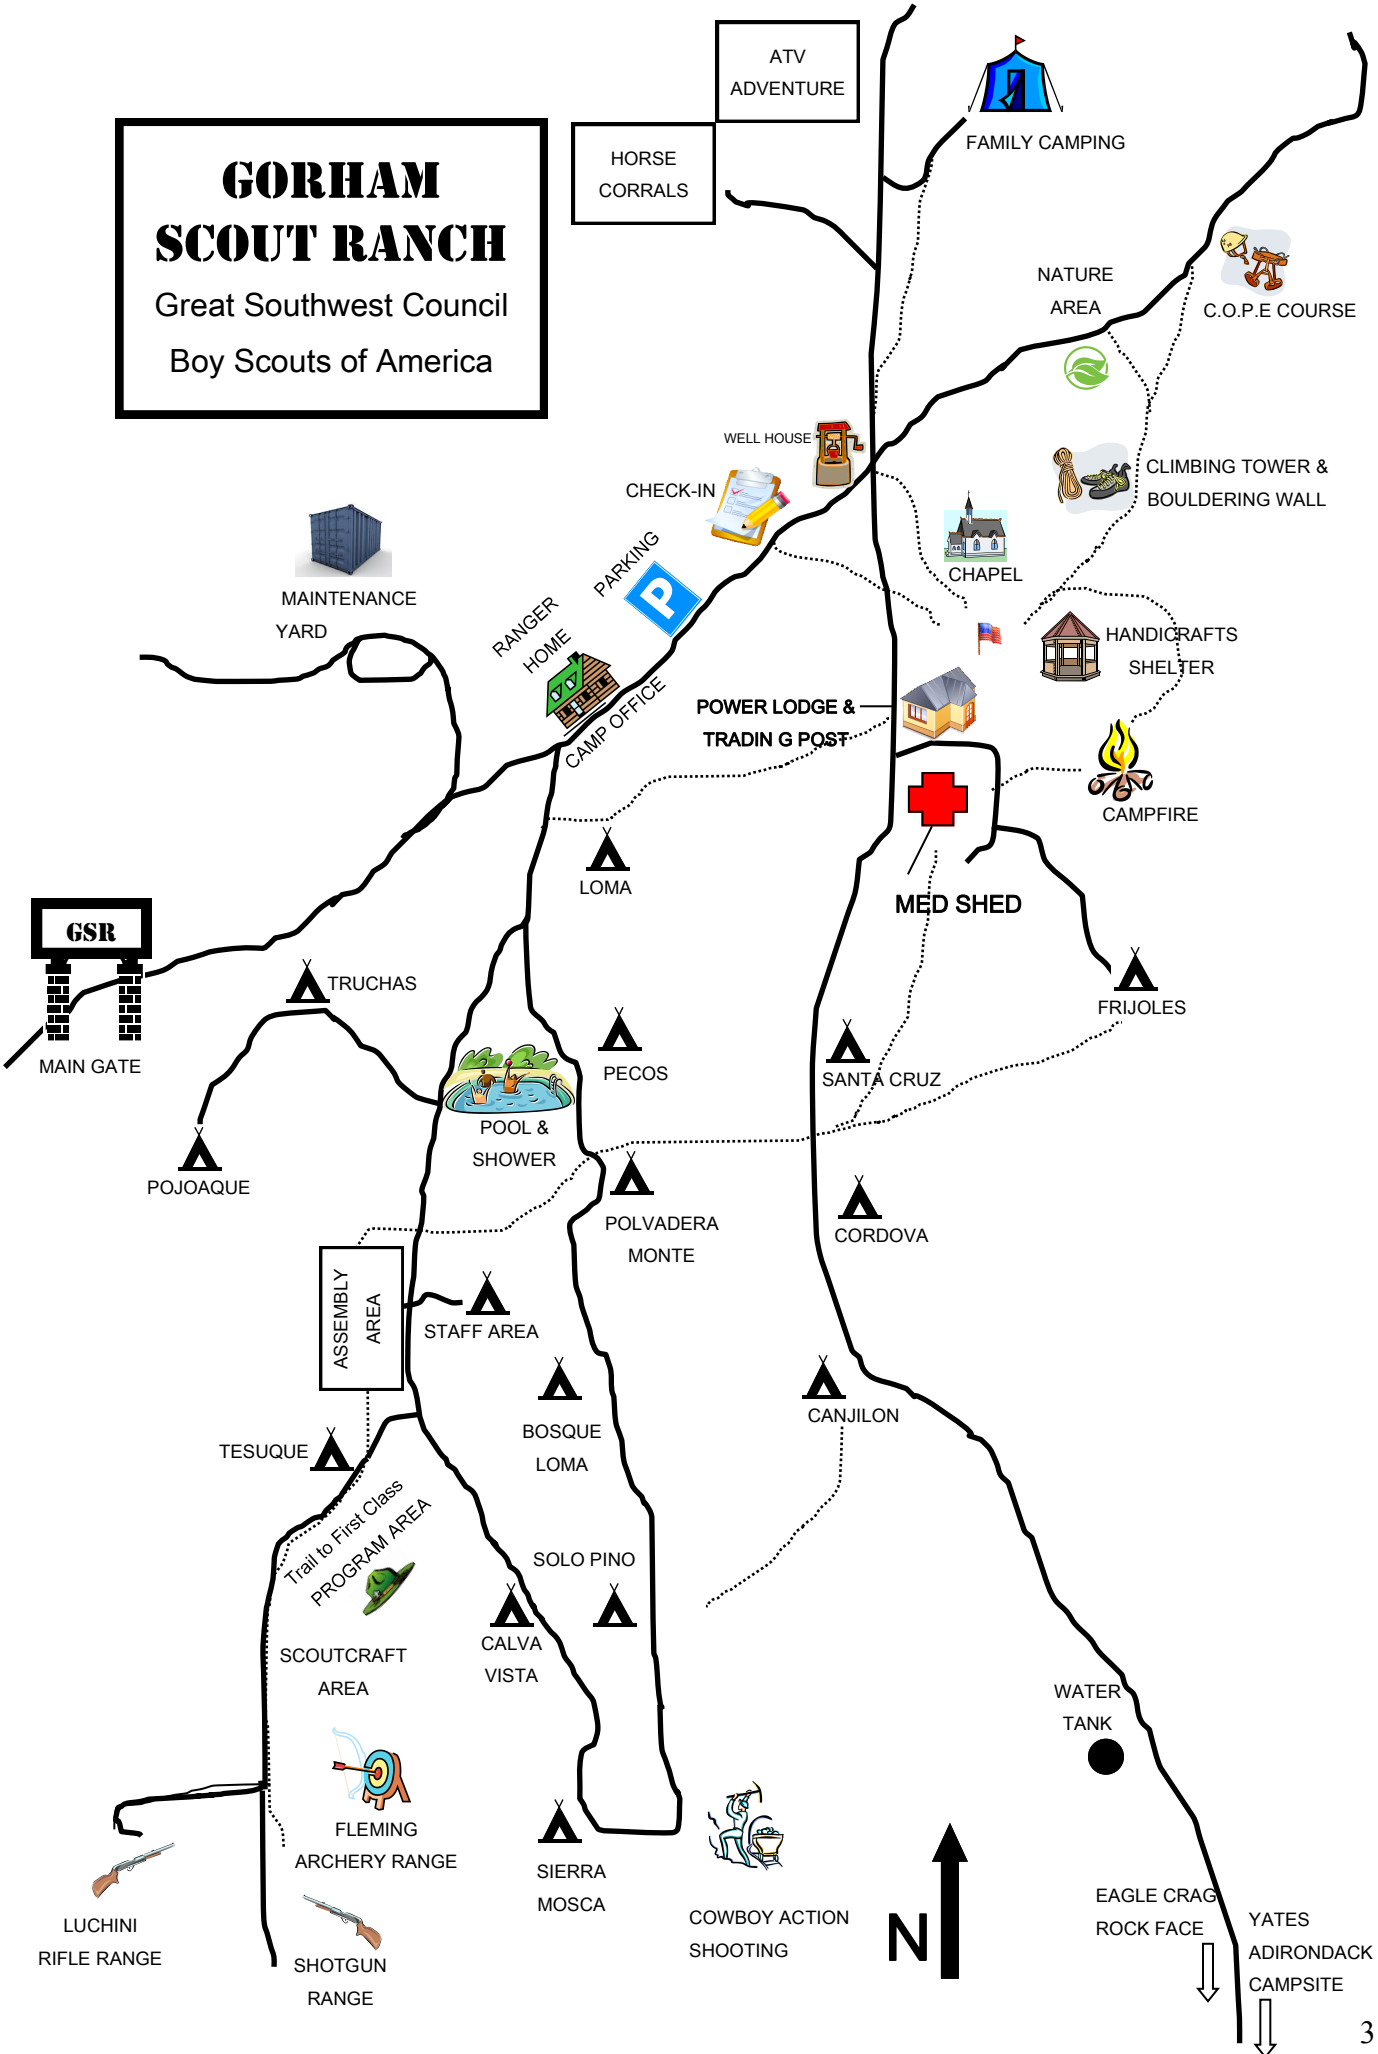 ATV
ADVENTURE
HORSE
CORRALS
FAMILY CAMPING
GORHAM
SCOUT RANCH
Great Southwest Council
Boy Scouts of America
NATURE
AREA
C.O.P.E COURSE
WELL HOUSE
CHECK-IN
CLIMBING TOWER &
BOULDERING WALL
PARKING
P
CHAPEL
MAINTENANCE
YARD
RANGER
HOME
CAMP OFFICE
HANDICRAFTS
SHELTER
POWER LODGE &
TRADIN G POST
CAMPFIRE
LOMA
MED SHED
GSR
MAIN GATE
TRUCHAS
FRIJOLES
PECOS
SANTA CRUZ
POOL &
SHOWER
POJOAQUE
POLVADERA
MONTE
CORDOVA
ASSEMBLY
AREA
STAFF AREA
CANJILON
BOSQUE
LOMA
TESUQUE
Trail to First Class
PROGRAM AREA
SOLO PINO
CALVA
VISTA
SCOUTCRAFT
AREA
WATER
TANK
FLEMING
ARCHERY RANGE
SIERRA
MOSCA
COWBOY ACTION
SHOOTING
N
EAGLE CRAG
ROCK FACE
YATES
ADIRONDACK
CAMPSITE
LUCHINI
RIFLE RANGE
SHOTGUN
RANGE
3